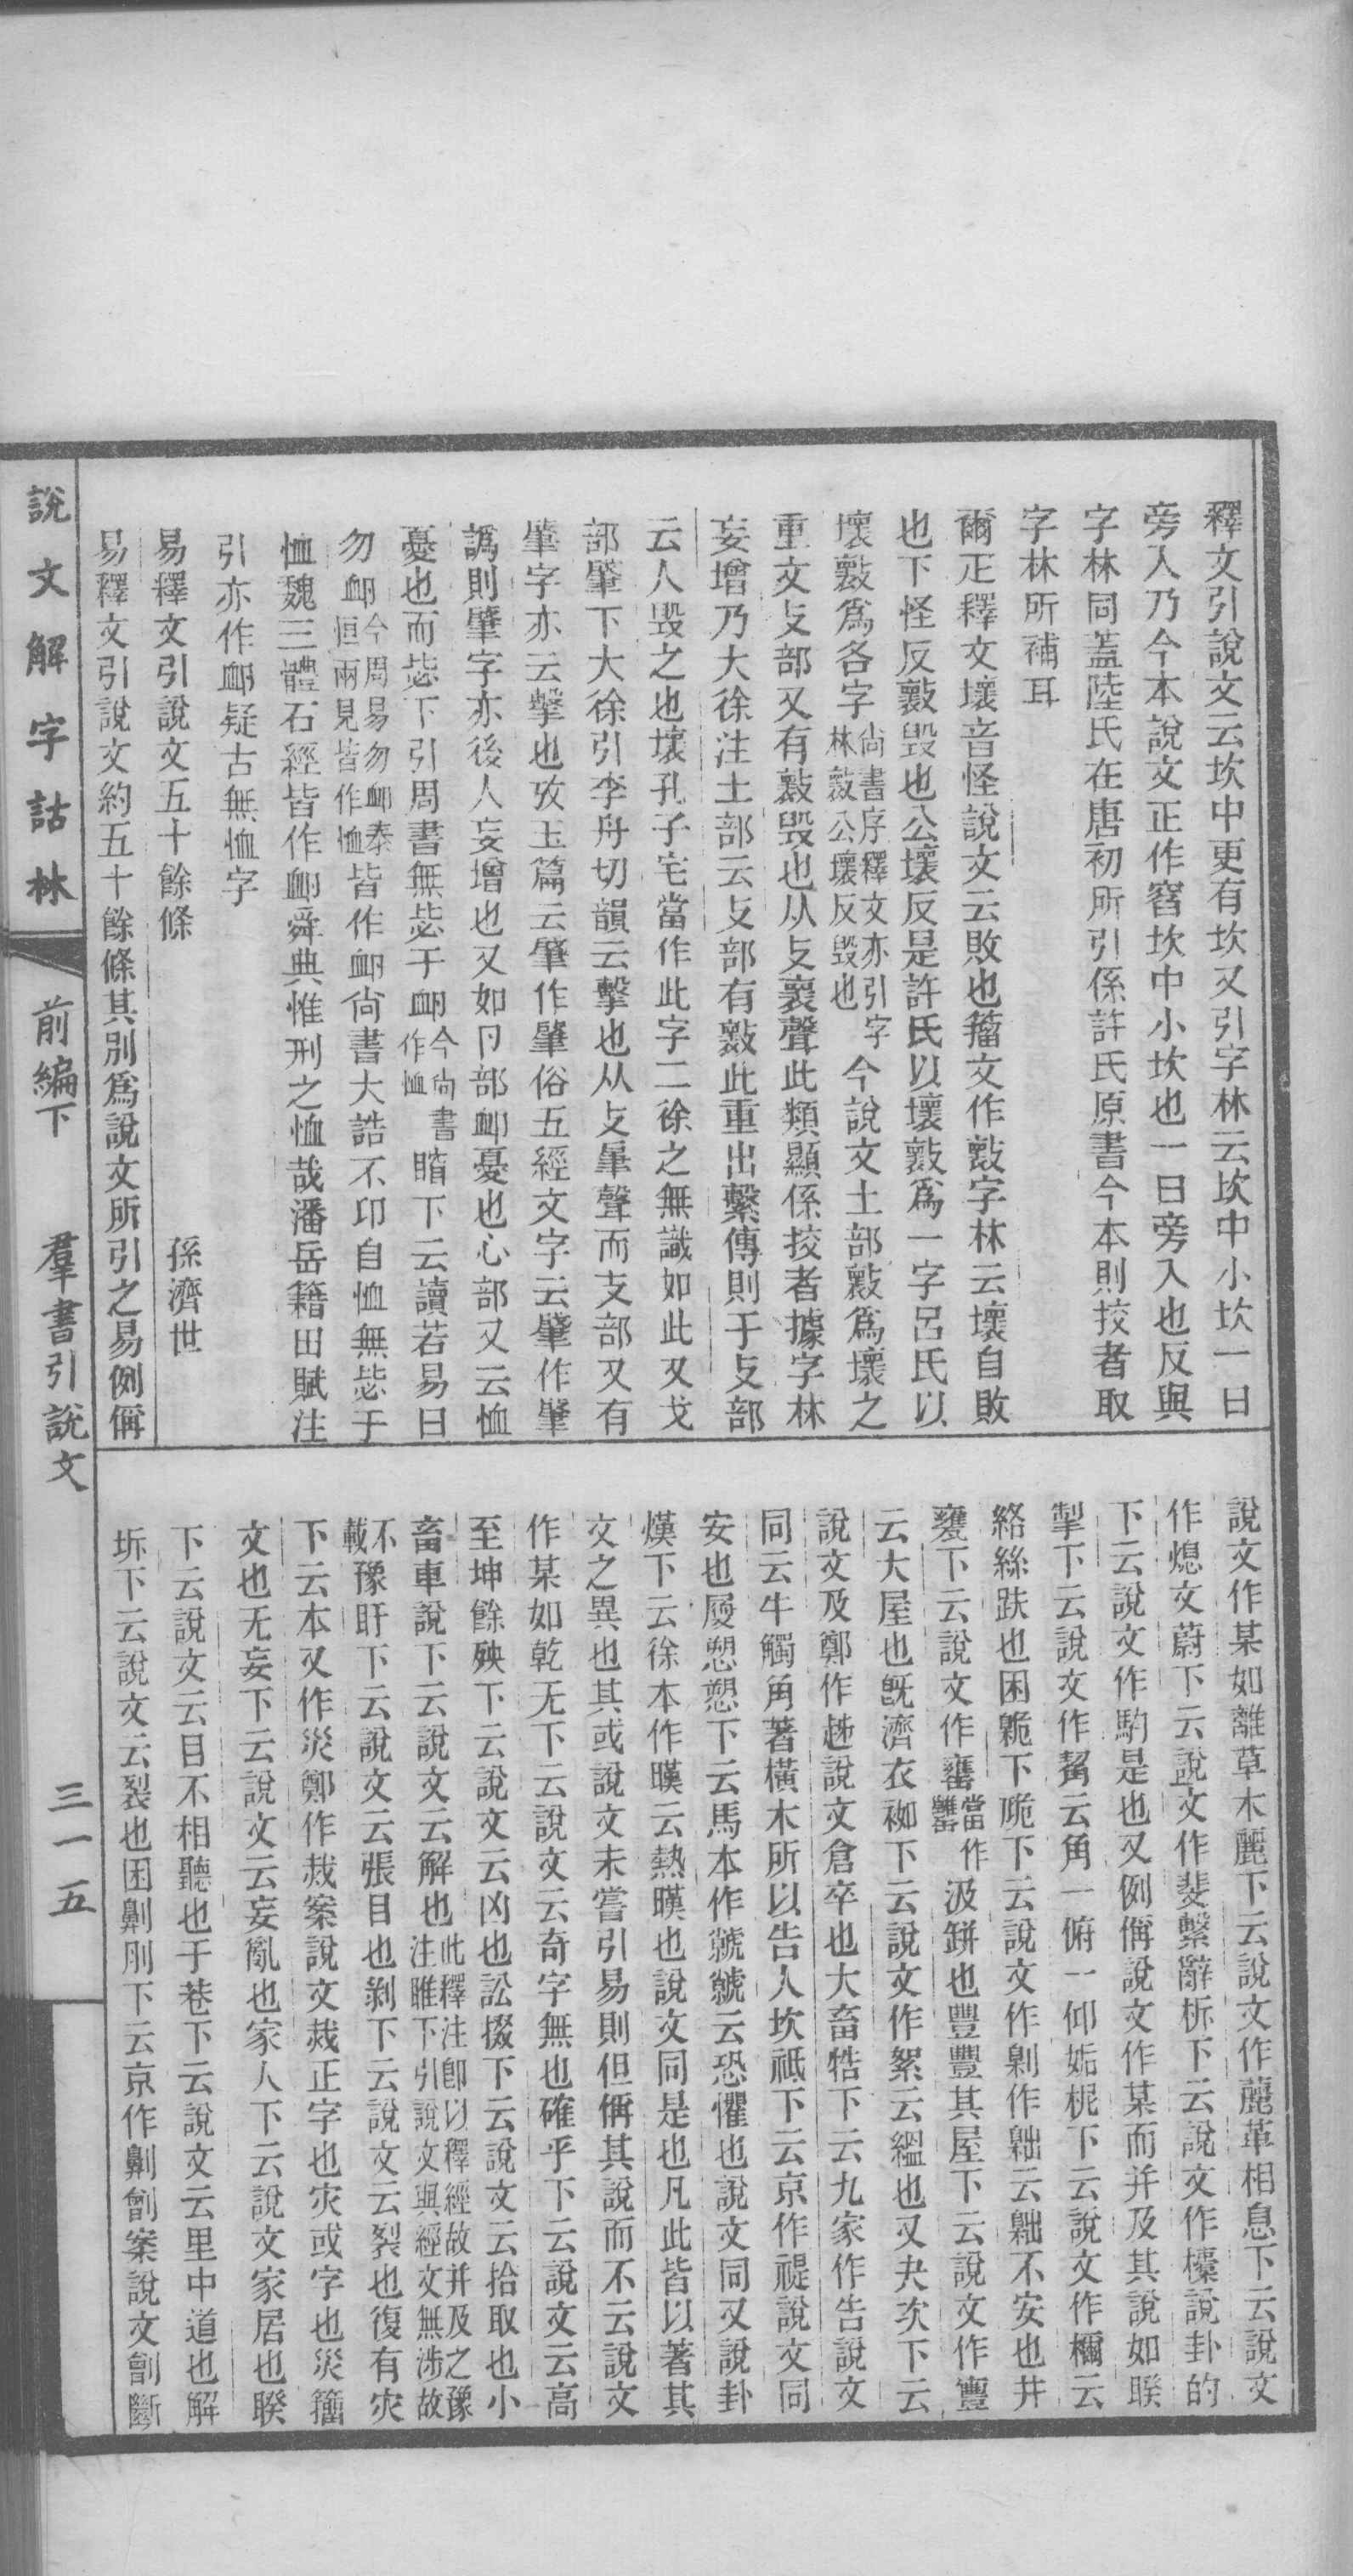 釋文引說文云坎中更有坎又引字林云坎中小坎一曰
旁入乃今本說文正作窞坎中小坎也一曰旁入也反與
字林同蓋陸氏在唐初所引係許氏原書今本則挍者取
字林所補耳
爾疋釋文壞音怪說文云敗也籀文作𣀩字林云壞自敗
也下怪反𣀩毀也公壞反是許氏以壞𣀩爲一字呂氏以
壞𣀩爲各字尙書序釋文亦引字林𣀩公壞反毀也今說文土部𣀩爲壞之
重文攴部又有𣀩毀也从攴褱聲此類顯係挍者據字林
妄增乃大徐注土部云攴部有𣀩此重出繫傳則于攴部
云人毀之也壞孔子宅當作此字二徐之無識如此又戈
部肈下大徐引李舟切韻云擊也从攴肁聲而支部又有
肇字亦云擊也攷玉篇云肈作肇俗五經文字云肈作肇
譌則肇字亦後人妄增也又如卪部卹憂也心部又云恤
憂也而毖下引周書無毖于卹今尙書作恤䁂下云讀若易曰
勿卹今周易勿卹泰恒兩見皆作恤皆作卹尙書大誥不卬自恤無毖于
恤魏三體石經皆作卹舜典惟刑之恤哉潘岳籍田賦注
引亦作卹疑古無恤字
易釋文引說文五十餘條 孫濟世
易釋文引說文約五十餘條其別爲說文所引之易例偁
說文作某如離草木麗下云說文作䕻革相息下云說文
作熄文蔚下云說文作斐繫辭柝下云說文作㯓說卦的
下云說文作馰是也又例偁說文作某而并及其說如睽
掣下云說文作觢云角一俯一仰姤柅下云說文作檷云
絡絲趺也困臲下𡰈下云說文作劓作䵳云䵳不安也井
甕下云說文作罋當作䍍汲缾也豐豐其屋下云說文作寷
云大屋也旣濟衣袽下云說文作絮云縕也又夬次下云
說文及鄭作趀說文倉卒也大畜牿下云九家作告說文
同云牛觸角著橫木所以告人坎祗下云京作禔說文同
安也履愬愬下云馬本作虩虩云恐懼也說文同又說卦
熯下云徐本作暵云熱暵也說文同是也凡此皆以著其
文之異也其或說文未嘗引易則但偁其說而不云說文
作某如乾无下云說文云奇字無也確乎下云說文云高
至坤餘殃下云說文云凶也訟掇下云說文云拾取也小
畜車說下云說文云解也此釋注卽以釋經故并及之豫注睢下引說文與經文無涉故
不載豫盱下云說文云張目也剝下云說文云裂也復有灾
下云本又作災鄭作烖案說文烖正字也灾或字也災籀
文也无妄下云說文云妄亂也家人下云說文家居也睽
下云說文云目不相聽也于巷下云說文云里中道也解
坼下云說文云裂也困劓刖下云京作劓劊案說文劊斷
說文解字詁林
前編下
羣書引說文
三一五